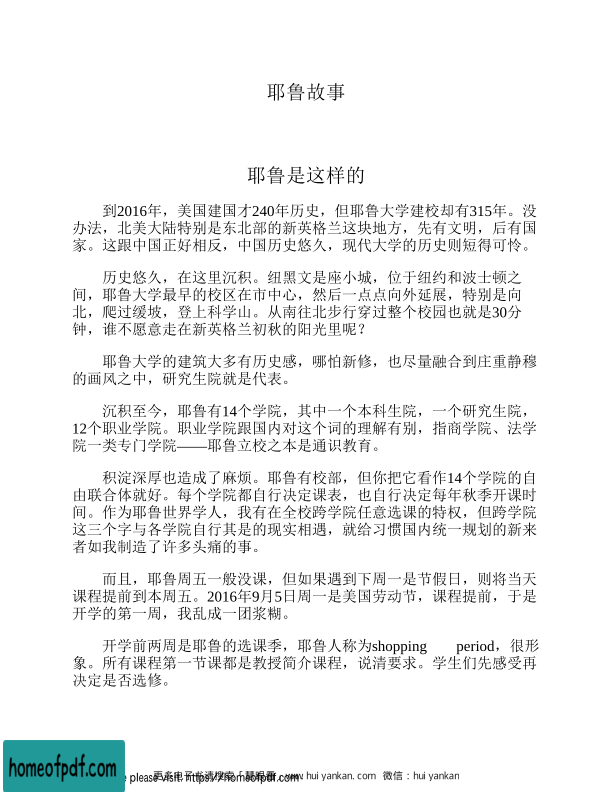 耶鲁故事
耶鲁是这样的
到2016年，美国建国才240年历史，但耶鲁大学建校却有315年。没
办法，北美大陆特别是东北部的新英格兰这块地方，先有文明，后有国
家。这跟中国正好相反，中国历史悠久，现代大学的历史则短得可怜。
历史悠久，在这里沉积。纽黑文是座小城，位于纽约和波士顿之
间，耶鲁大学最早的校区在市中心，然后一点点向外延展，特别是向
北，爬过缓坡，登上科学山。从南往北步行穿过整个校园也就是30分
钟，谁不愿意走在新英格兰初秋的阳光里呢？
耶鲁大学的建筑大多有历史感，哪怕新修，也尽量融合到庄重静穆
的画风之中，研究生院就是代表。
沉积至今，耶鲁有14个学院，其中一个本科生院，一个研究生院，
12个职业学院。职业学院跟国内对这个词的理解有别，指商学院、法学
院一类专门学院——耶鲁立校之本是通识教育。
积淀深厚也造成了麻烦。耶鲁有校部，但你把它看作14个学院的自
由联合体就好。每个学院都自行决定课表，也自行决定每年秋季开课时
间。作为耶鲁世界学人，我有在全校跨学院任意选课的特权，但跨学院
这三个字与各学院自行其是的现实相遇，就给习惯国内统一规划的新来
者如我制造了许多头痛的事。
而且，耶鲁周五一般没课，但如果遇到下周一是节假日，则将当天
课程提前到本周五。2016年9月5日周一是美国劳动节，课程提前，于是
开学的第一周，我乱成一团浆糊。
开学前两周是耶鲁的选课季，耶鲁人称为shopping period，很形
象。所有课程第一节课都是教授简介课程，说清要求。学生们先感受再
决定是否选修。
homeofpdf.com
please visit: https://homeofpdf.com
www.huiyankan.com 微信：huiyankan